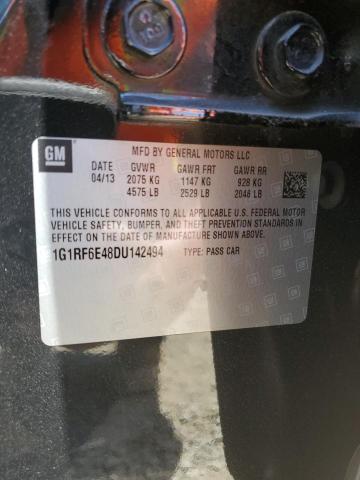 GM
MFD BY GENERAL MOTORS LLC
DATE GVWR GAWR FRT GAWR RR
04/13 2075 KG 1147 KG 928 KG
4575 LB 2529 LB 2046 LB
THIS VEHICLE CONFORMS TO ALL APPLICABLE U.S. FEDERAL MOTOR
VEHICLE SAFETY, BUMPER, AND THEFT PREVENTION STANDARDS
IN EFFECT ON THE DATE OF MANUFACTURE SHOWN ABOVE.
1G1RF6E48DU142494 TYPE: PASS CAR